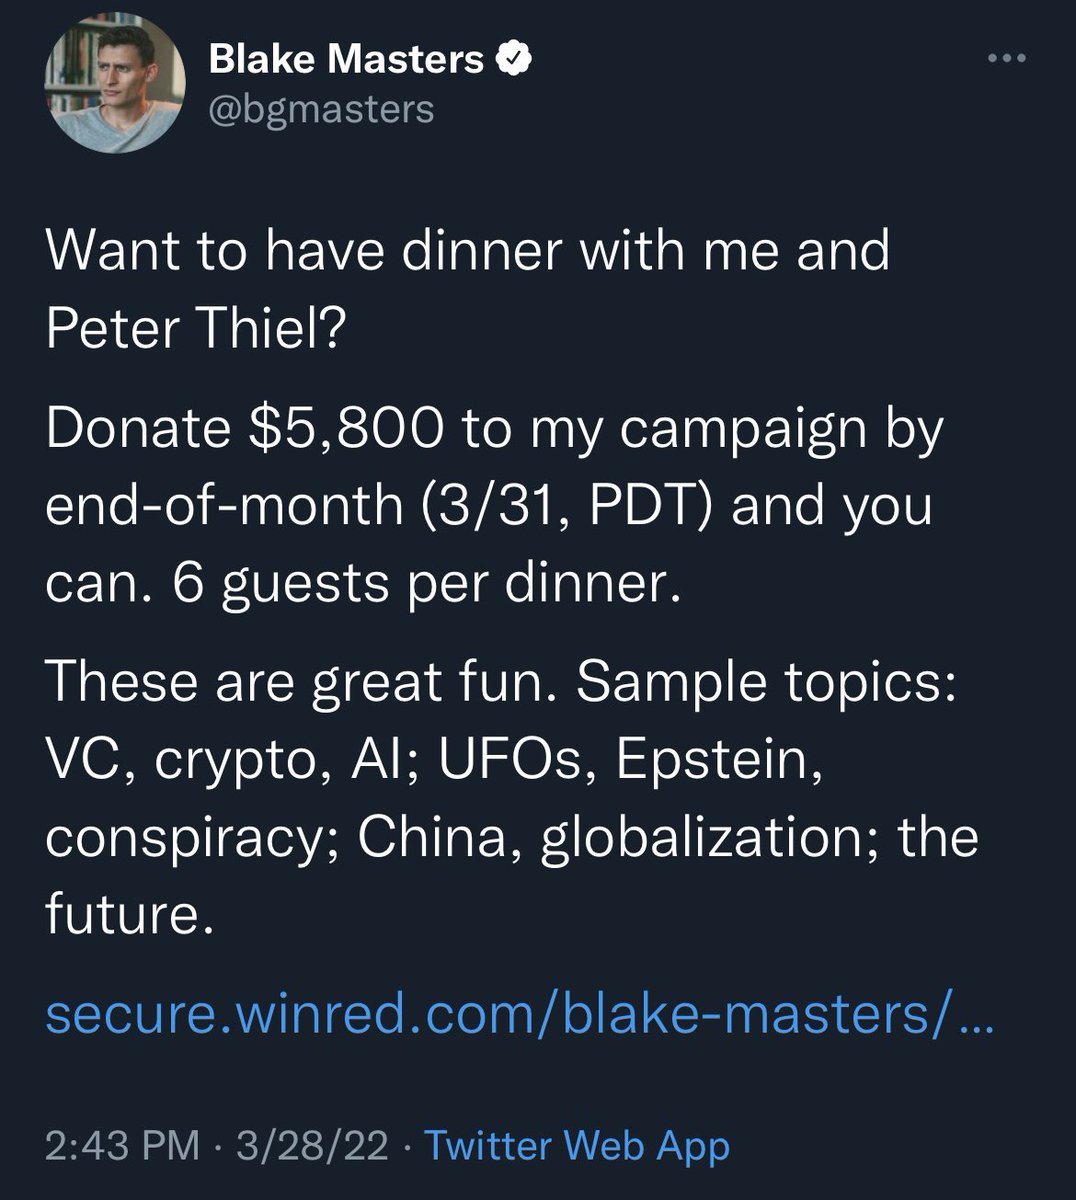 Blake Masters
@bgmasters
Want to have dinner with me and
Peter Thiel?
Donate $5,800 to my campaign by
end-of-month (3/31, PDT) and you
can. 6 guests per dinner.
These are great fun. Sample topics:
VC, crypto, AI; UFOs, Epstein,
conspiracy; China, globalization; the
future.
secure.winred.com/blake-masters/…
2:43 PM · 3/28/22 · Twitter Web App